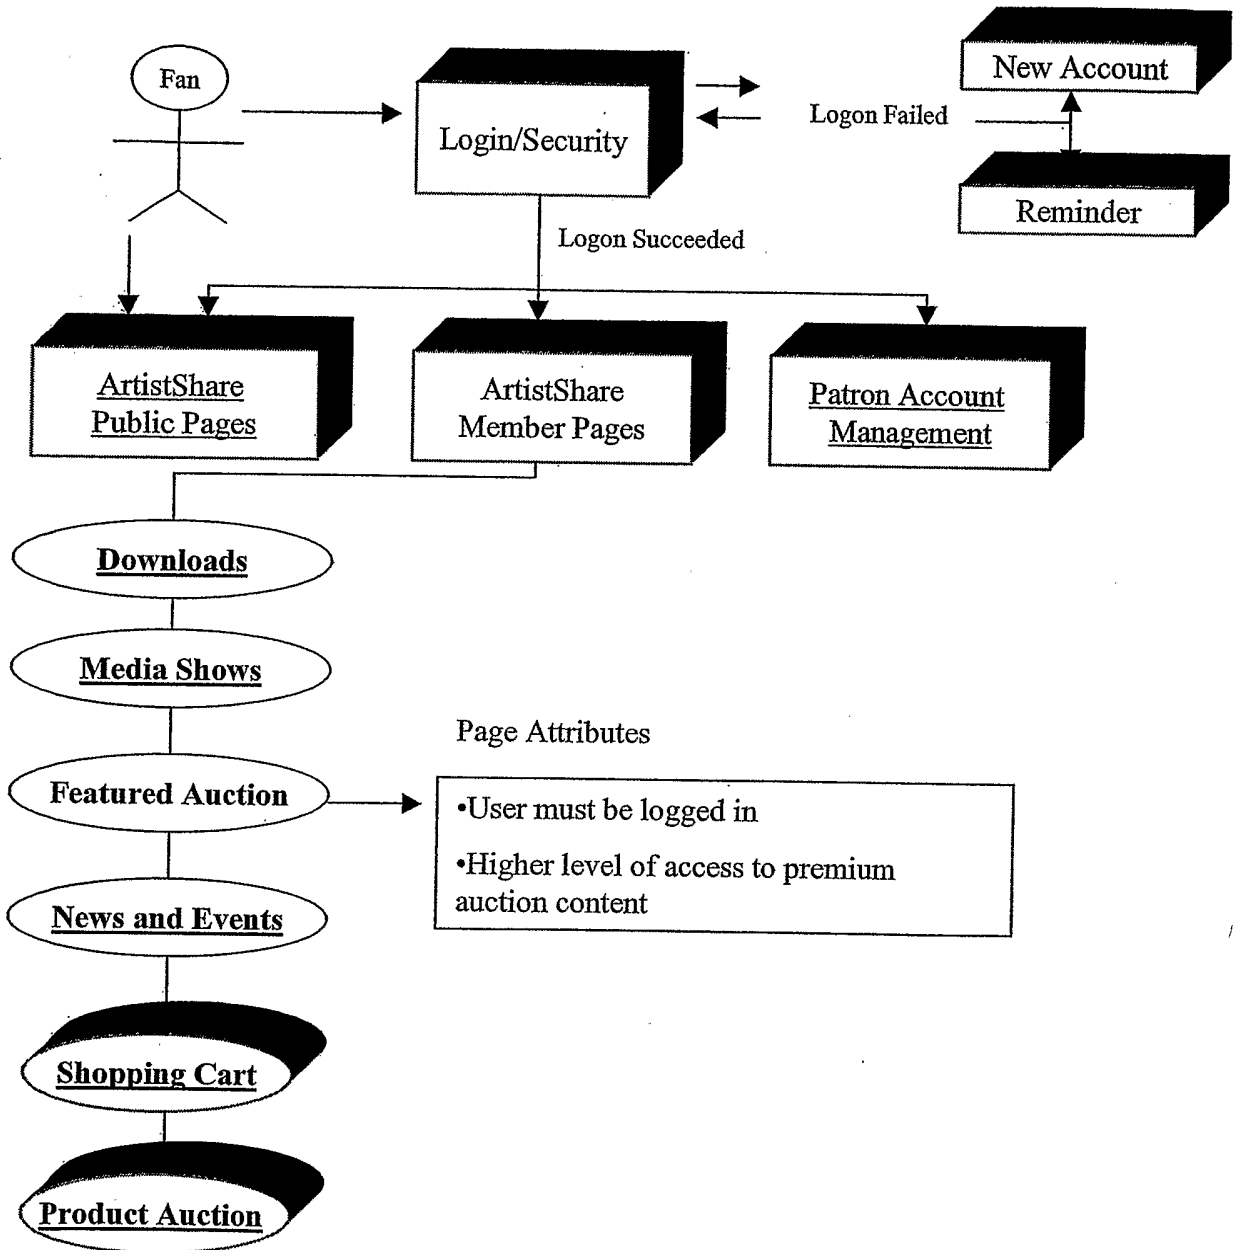 Fan
Login/Security
New Account
Logon Failed
Reminder
Logon Succeeded
ArtistShare
Public Pages
ArtistShare
Member Pages
Patron Account
Management
Downloads
Media Shows
Page Attributes
Featured Auction
•User must be logged in
•Higher level of access to premium
auction content
News and Events
Shopping Cart
Product Auction